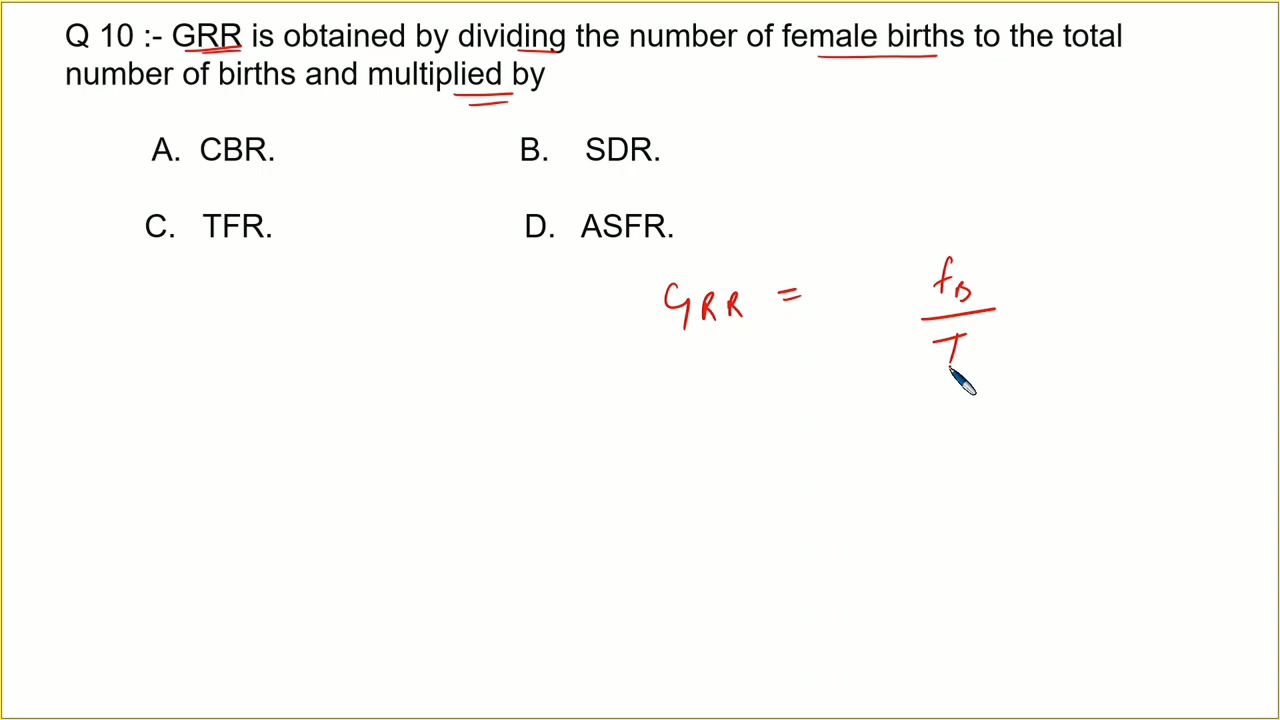 Q 10 :- GRR is obtained by dividing the number of female births to the total
number of births and multiplied by
A. CBR. B. SDR.
C. TFR. D. ASFR.
GRR = fB
T